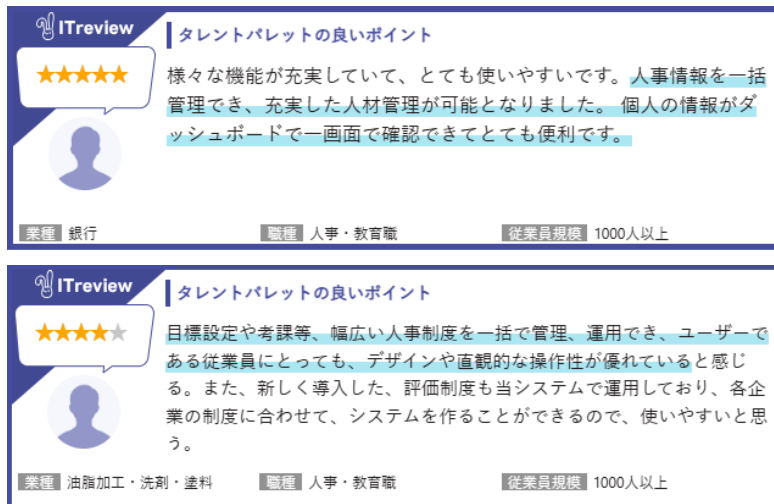 ITreview
タレントパレットの良いポイント
様々な機能が充実していて、とても使いやすいです。人事情報を一括
管理でき、充実した人材管理が可能となりました。 個人の情報がダ
ッシュボードで一画面で確認できてとても便利です。
業種 銀行 職種 人事・教育職 従業員規模 1000人以上
ITreview
タレントパレットの良いポイント
目標設定や考課等、幅広い人事制度を一括で管理、運用でき、ユーザーで
ある従業員にとっても、デザインや直観的な操作性が優れていると感じ
る。また、新しく導入した、評価制度も当システムで運用しており、各企
業の制度に合わせて、システムを作ることができるので、使いやすいと思
う。
業種 油脂加工・洗剤・塗料 職種 人事・教育職 従業員規模 1000人以上